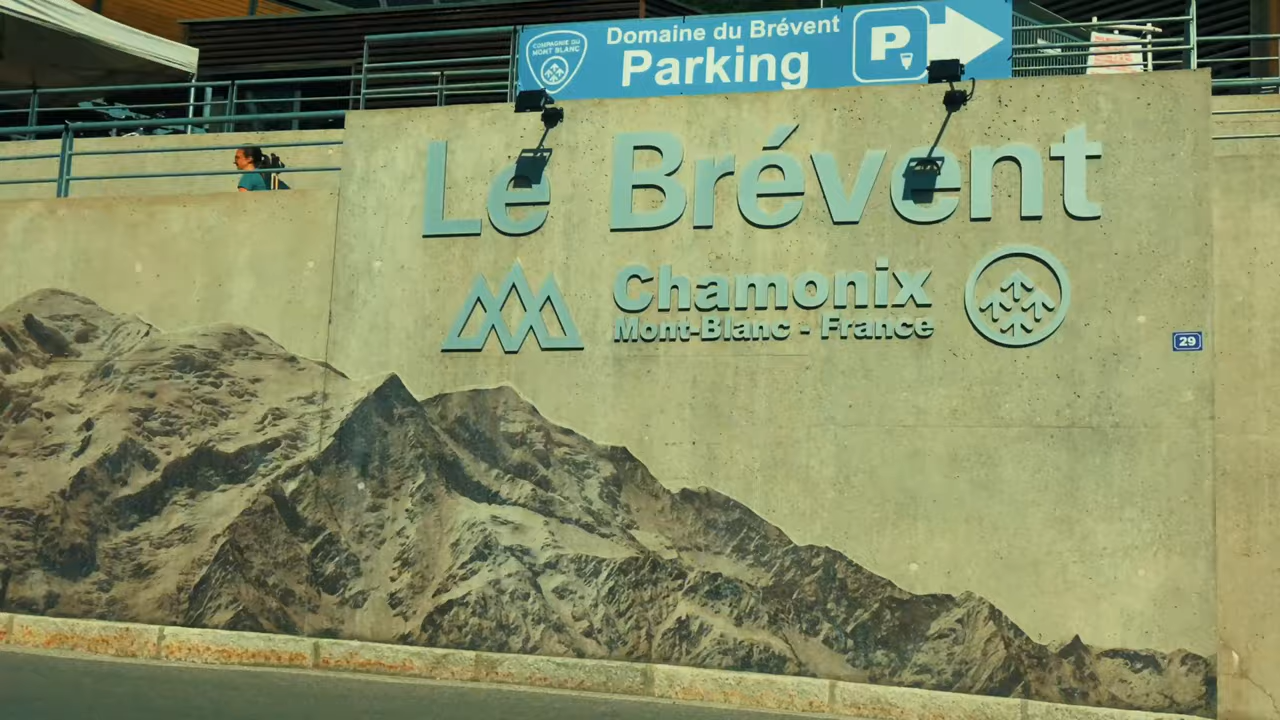 COMPAGNIE DU
MONT BLANC
Domaine du Brévent
Parking
P
Le Brévent
Chamonix
Mont-Blanc - France
29